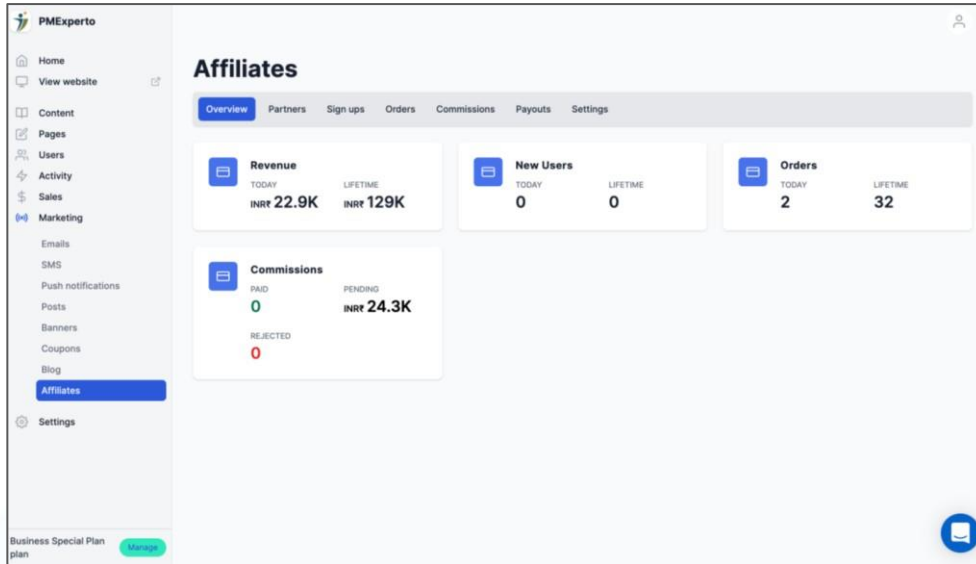 PMExperto
Home
View website
Content
Pages
Users
Activity
Sales
Marketing
Emails
SMS
Push notifications
Posts
Banners
Coupons
Blog
Affiliates
Settings
Business Special Plan
plan
Manage
Affiliates
Overview Partners Sign ups Orders Commissions Payouts Settings
Revenue
TODAY LIFETIME
INR₹ 22.9K INR₹ 129K
New Users
TODAY LIFETIME
0 0
Orders
TODAY LIFETIME
2 32
Commissions
PAID PENDING
0 INR₹ 24.3K
REJECTED
0